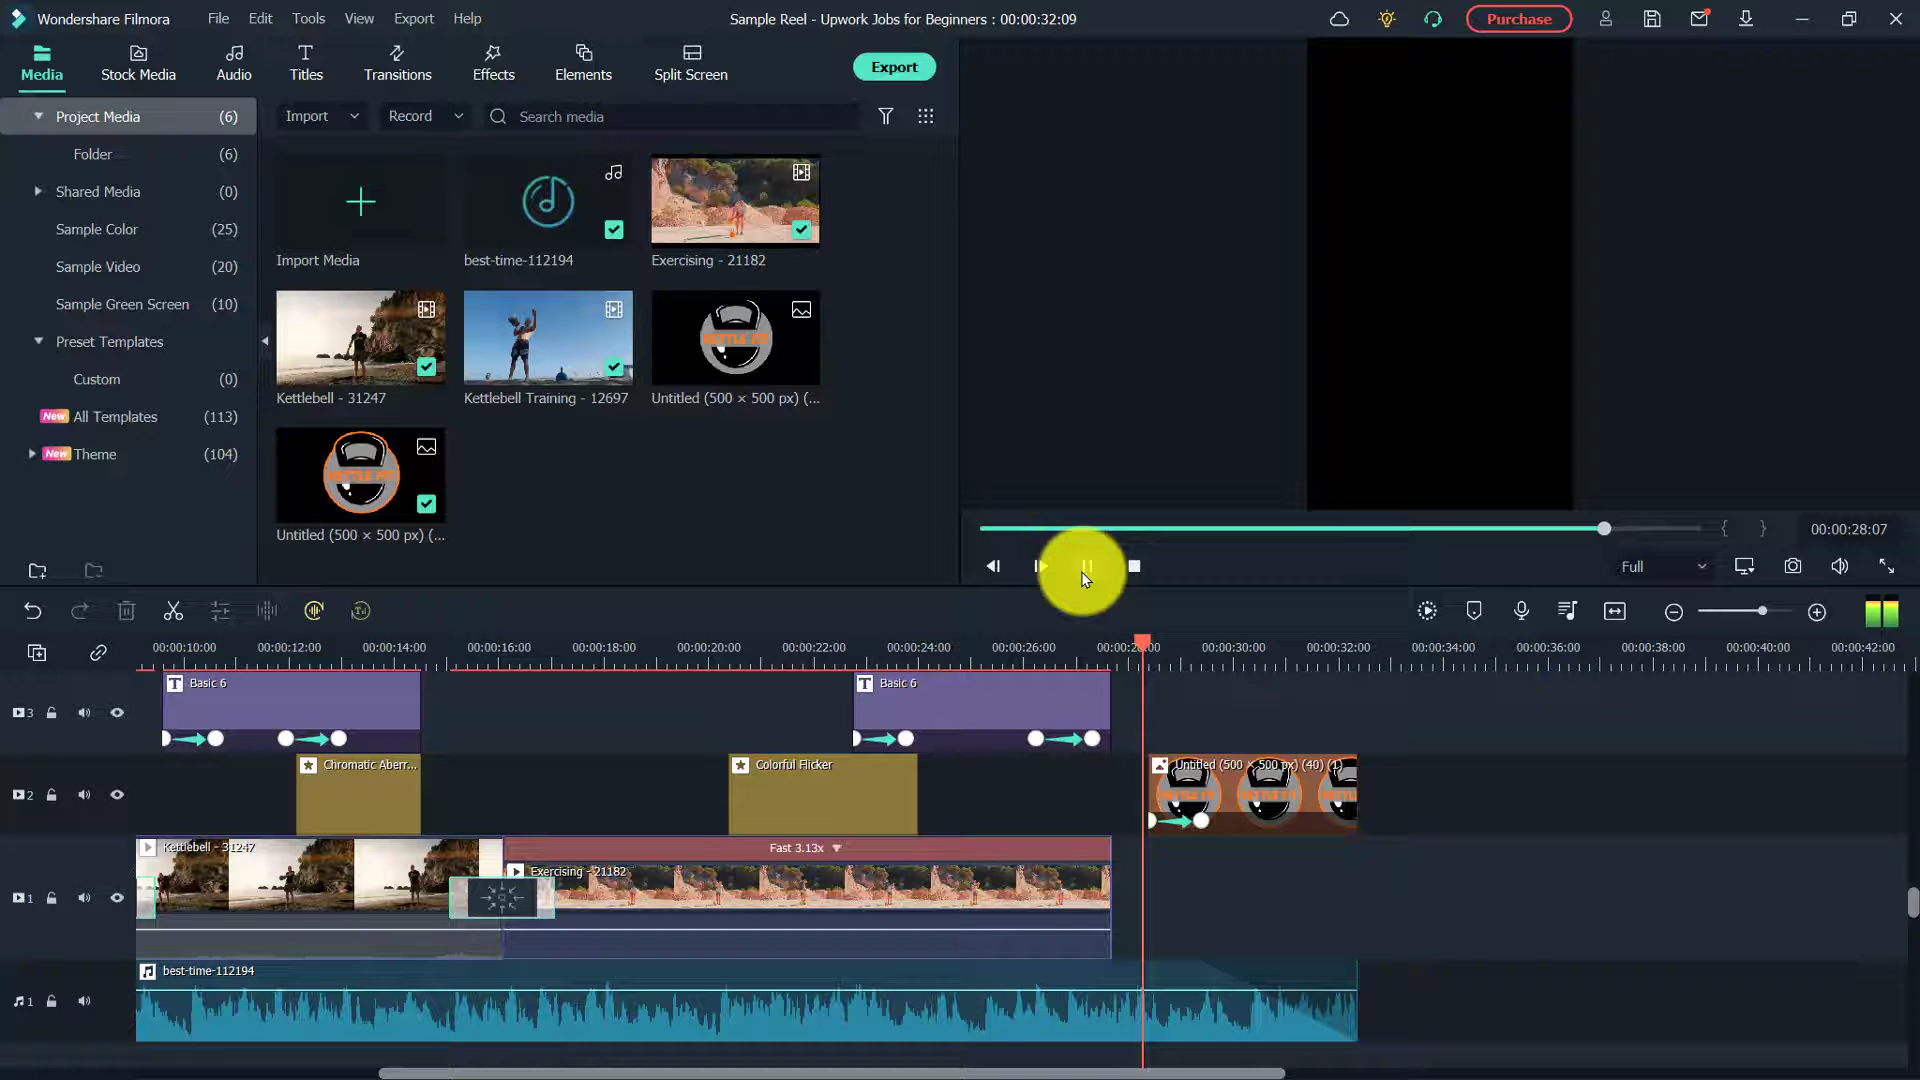 Wondershare Filmora
File Edit Tools View Export Help
Sample Reel - Upwork Jobs for Beginners : 00:00:32:09
Purchase
Media
Stock Media
Audio
Titles
Transitions
Effects
Elements
Split Screen
Export
Project Media (6)
Folder (6)
Shared Media (0)
Sample Color (25)
Sample Video (20)
Sample Green Screen (10)
Preset Templates
Custom (0)
New All Templates (113)
New Theme (104)
Import
Record
Search media
Import Media
best-time-112194
Exercising - 21182
KETTLE FIT
Kettlebell - 31247
Kettlebell Training - 12697
Untitled (500 × 500 px) (...
KETTLE FIT
Untitled (500 × 500 px) (...
{ } 00:00:28:07
Full
00:00:10:00 00:00:12:00 00:00:14:00 00:00:16:00 00:00:18:00 00:00:20:00 00:00:22:00 00:00:24:00 00:00:26:00 00:00:30:00 00:00:32:00 00:00:34:00 00:00:36:00 00:00:38:00 00:00:40:00 00:00:42:00
3
T Basic 6
T Basic 6
2
Chromatic Aberr...
Colorful Flicker
Untitled (500 × 500 px) (40) (1)
KETTLE FIT KETTLE FIT
1
Kettlebell - 31247
Fast 3.13x
Exercising - 21182
1
best-time-112194